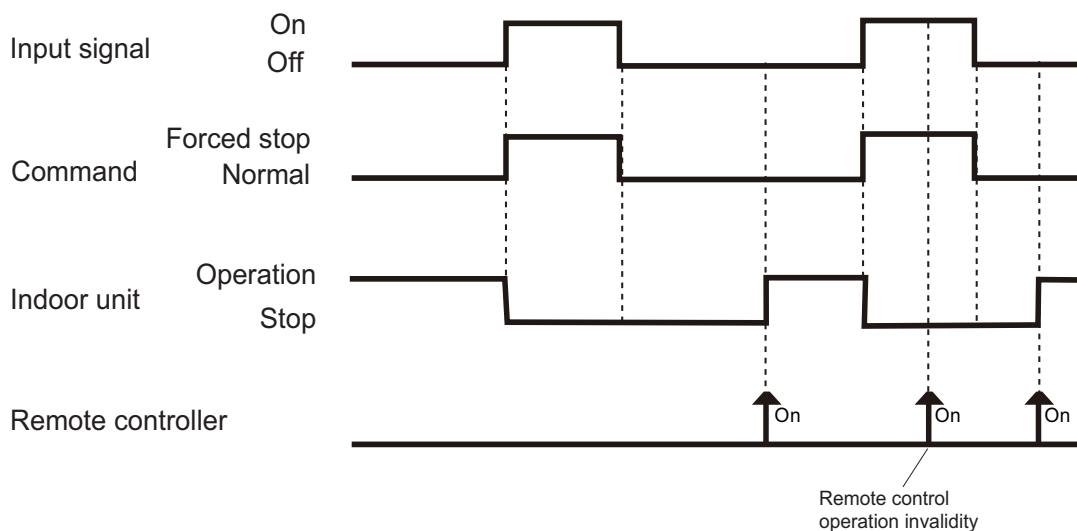 On
Input signal
Off
Forced stop
Command
Normal
Operation
Indoor unit
Stop
Remote controller
On
On
On
Remote control
operation invalidity